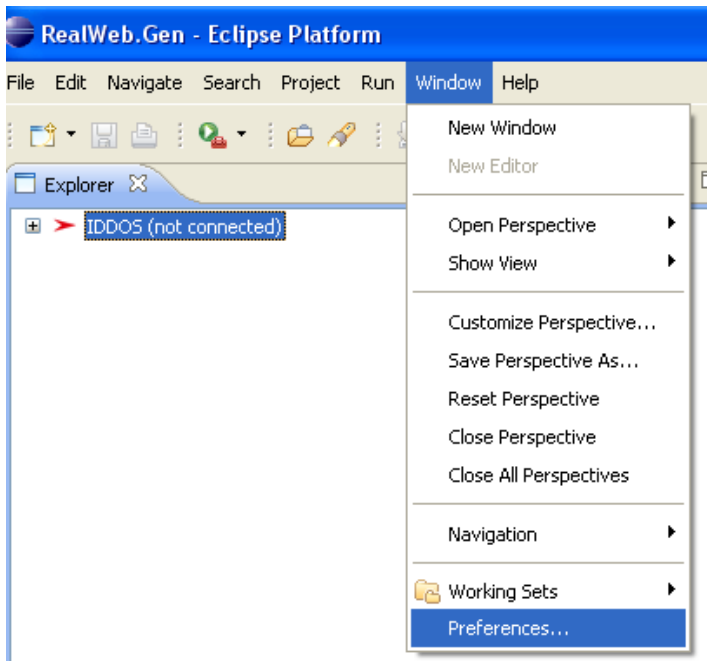 RealWeb.Gen - Eclipse Platform
File Edit Navigate Search Project Run Window Help
Explorer
IDDOS (not connected)
New Window
New Editor
Open Perspective
Show View
Customize Perspective...
Save Perspective As...
Reset Perspective
Close Perspective
Close All Perspectives
Navigation
Working Sets
Preferences...